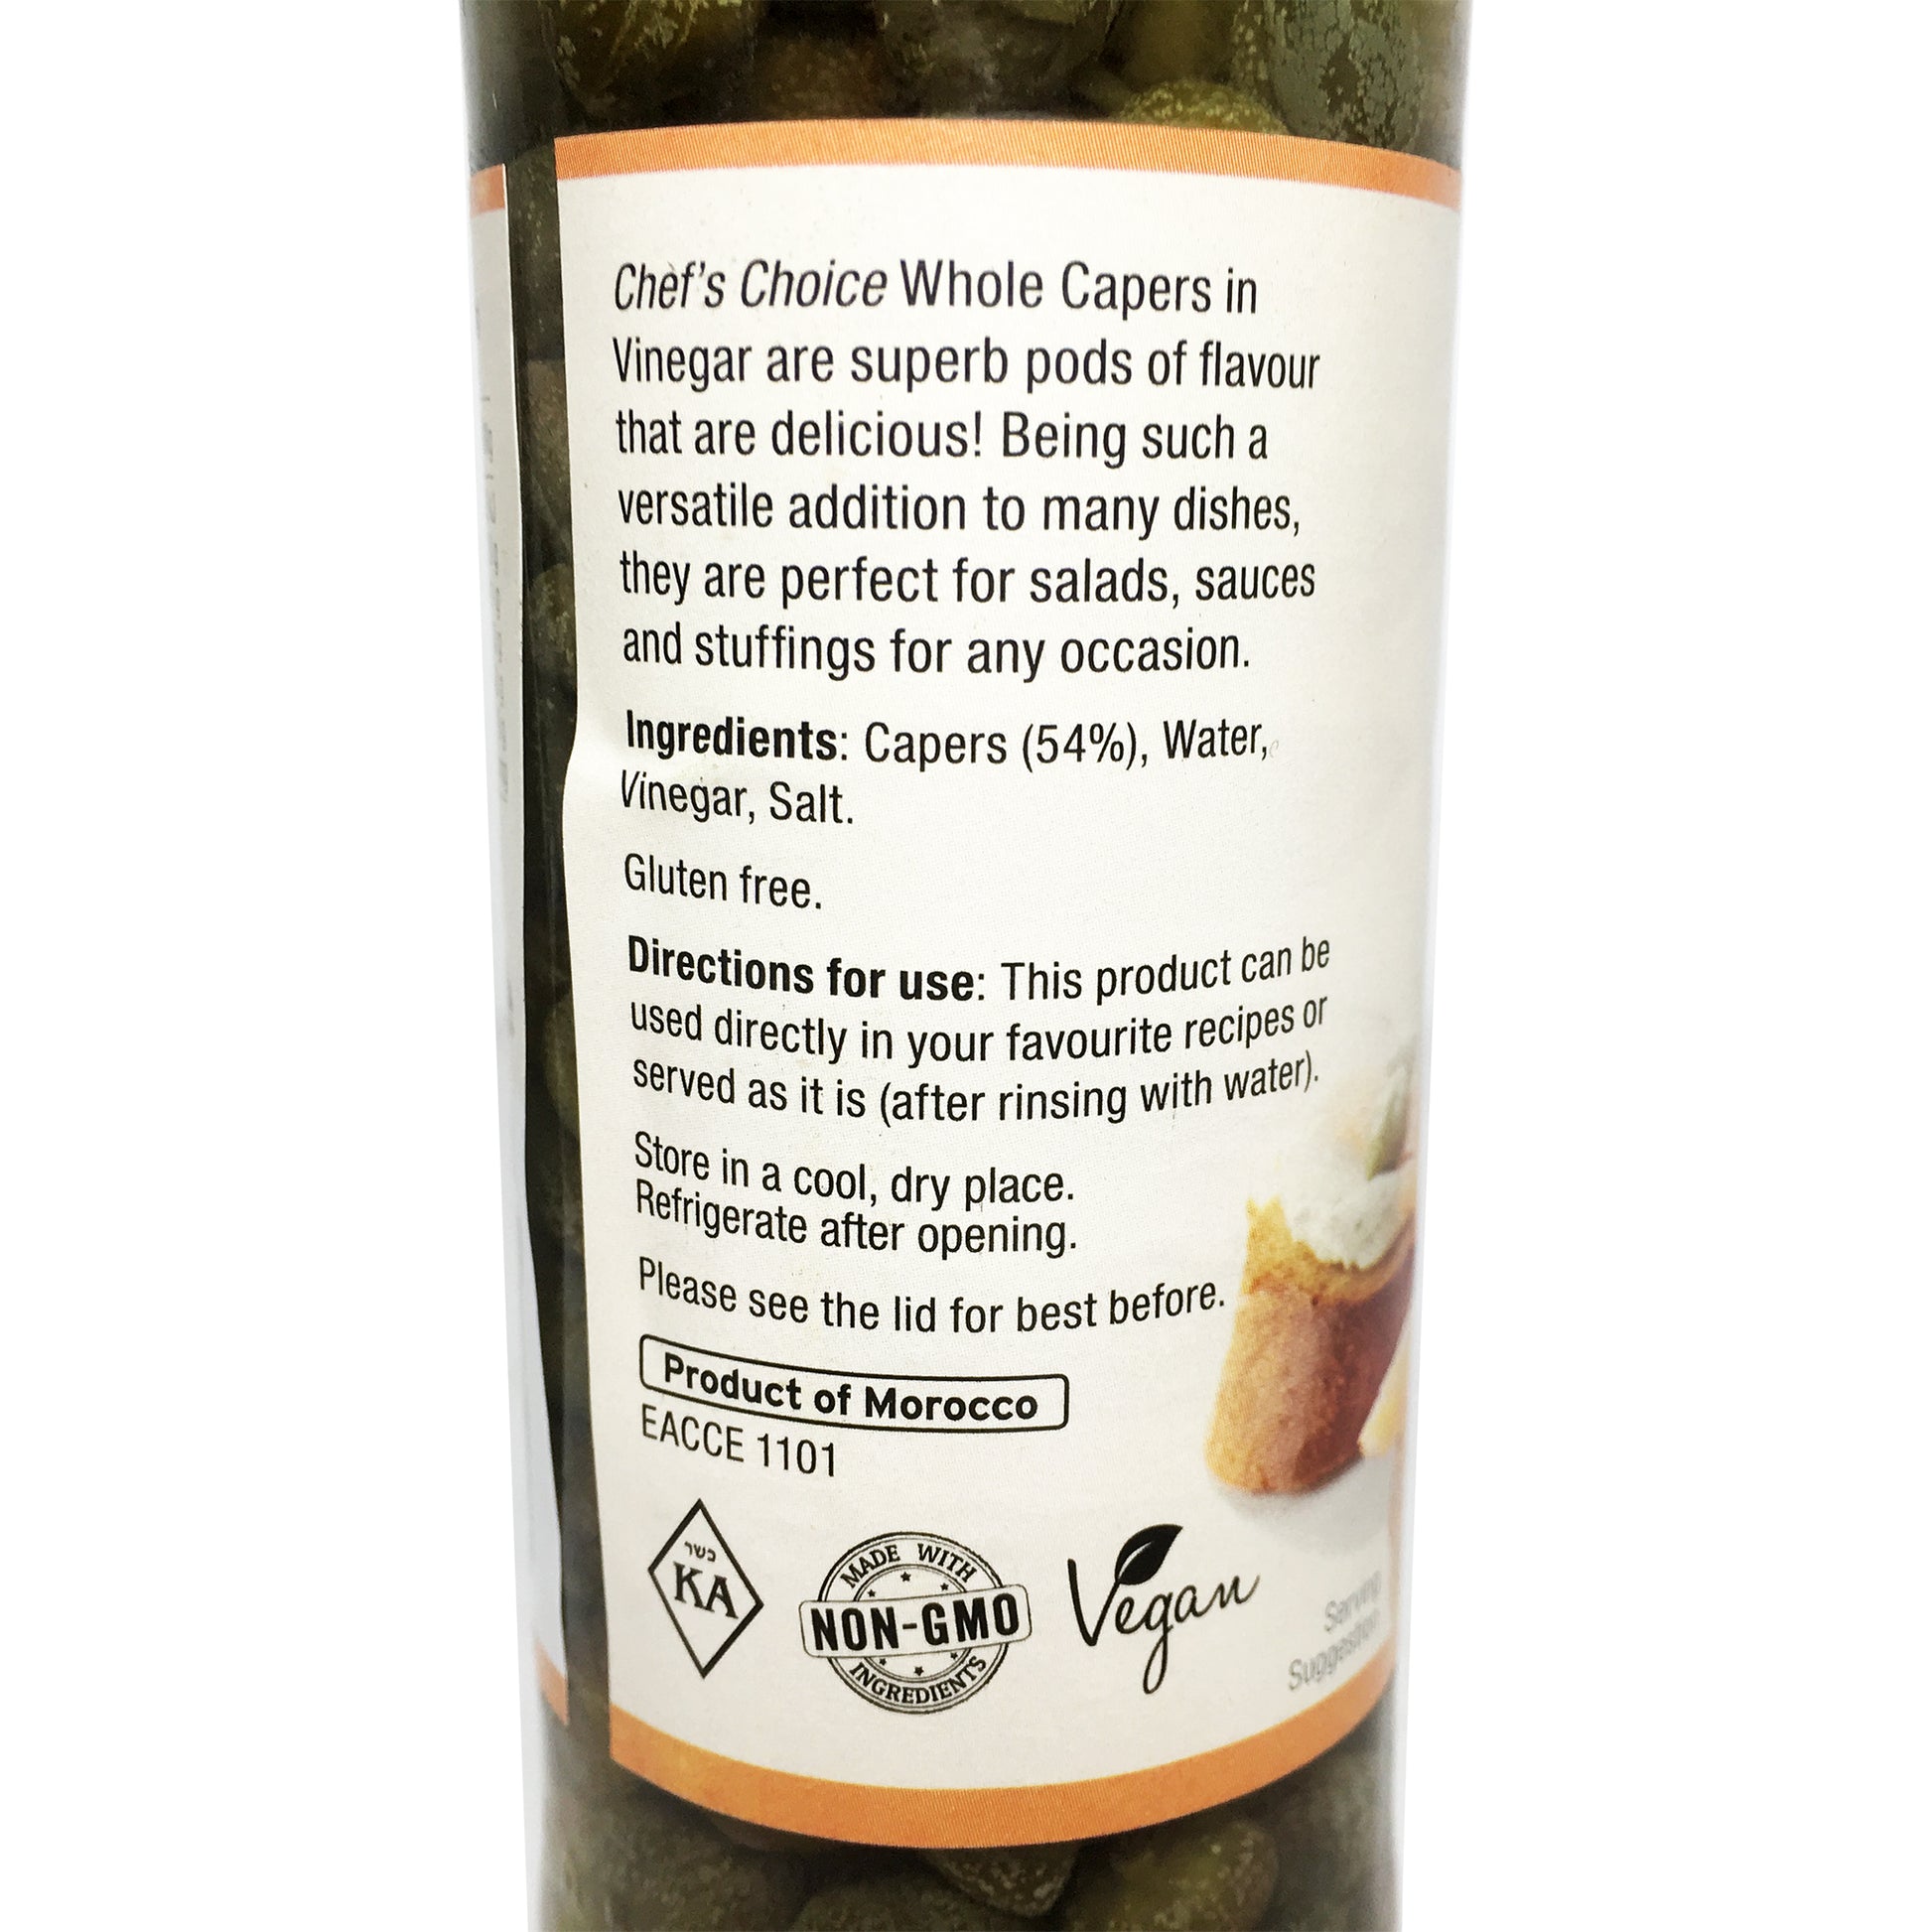 Chef's Choice Whole Capers in
Vinegar are superb pods of flavour
that are delicious! Being such a
versatile addition to many dishes,
they are perfect for salads, sauces
and stuffings for any occasion.
Ingredients: Capers (54%), Water,
Vinegar, Salt.
Gluten free.
Directions for use: This product can be
used directly in your favourite recipes or
served as it is (after rinsing with water).
Store in a cool, dry place.
Refrigerate after opening.
Please see the lid for best before.
Product of Morocco
EACCE 1101
כשר
KA
MADE WITH
NON-GMO
INGREDIENTS
Vegan
Serving
Suggestion